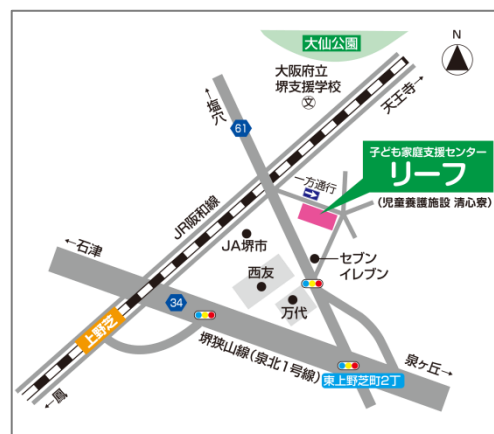 大仙公園
N
大阪府立
堺支援学校
文
天王寺→
←塩穴
61
子ども家庭支援センター
リーフ
(児童養護施設 清心寮)
一方通行
JR阪和線
JA堺市
セブン
イレブン
←石津
西友
34
万代
上野芝
堺狭山線(泉北1号線)
泉ヶ丘→
東上野芝町2丁
←鳳